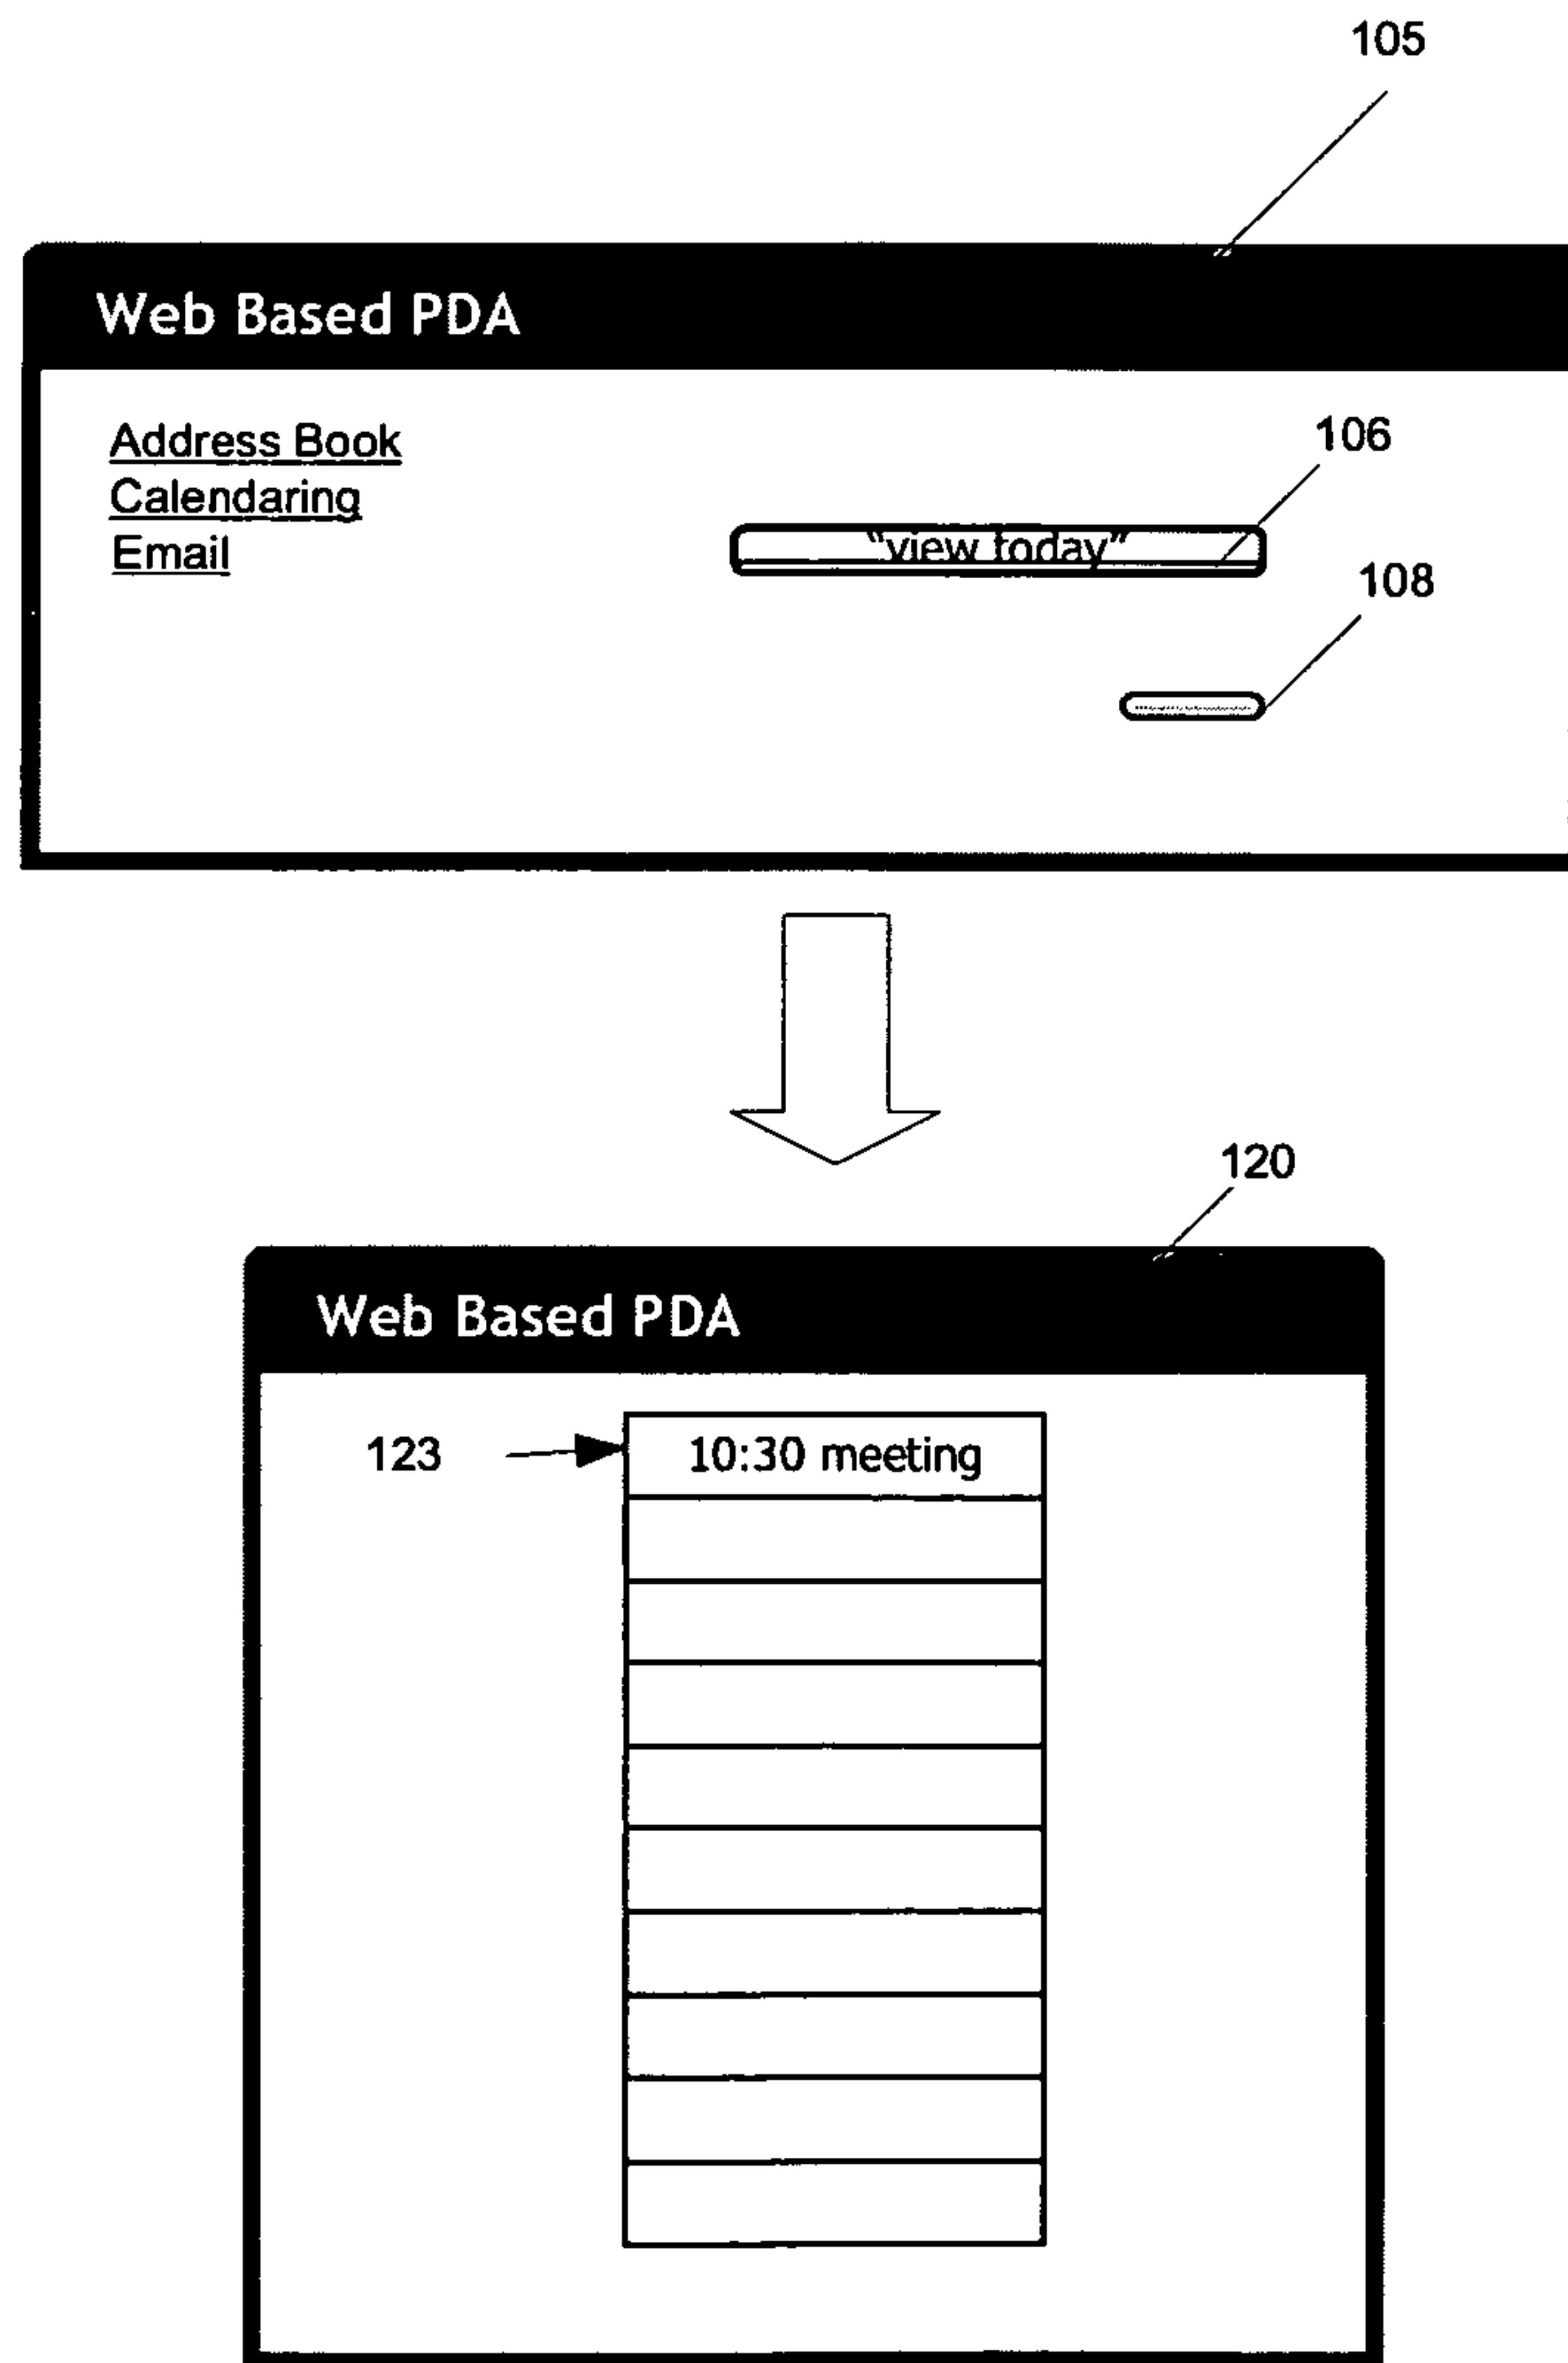 105
Web Based PDA
Address Book
106
Calendaring
"view today"
Email
108
120
Web Based PDA
123
10:30 meeting